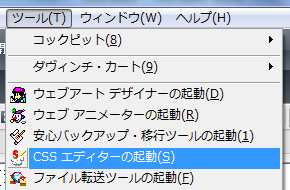 ツール(T) ウィンドウ(W) ヘルプ(H)
コックピット(8)
ダヴィンチ・カート(9)
ウェブアート デザイナーの起動(D)
ウェブ アニメーターの起動(R)
安心バックアップ・移行ツールの起動(1)
CSS エディターの起動(S)
ファイル転送ツールの起動(F)